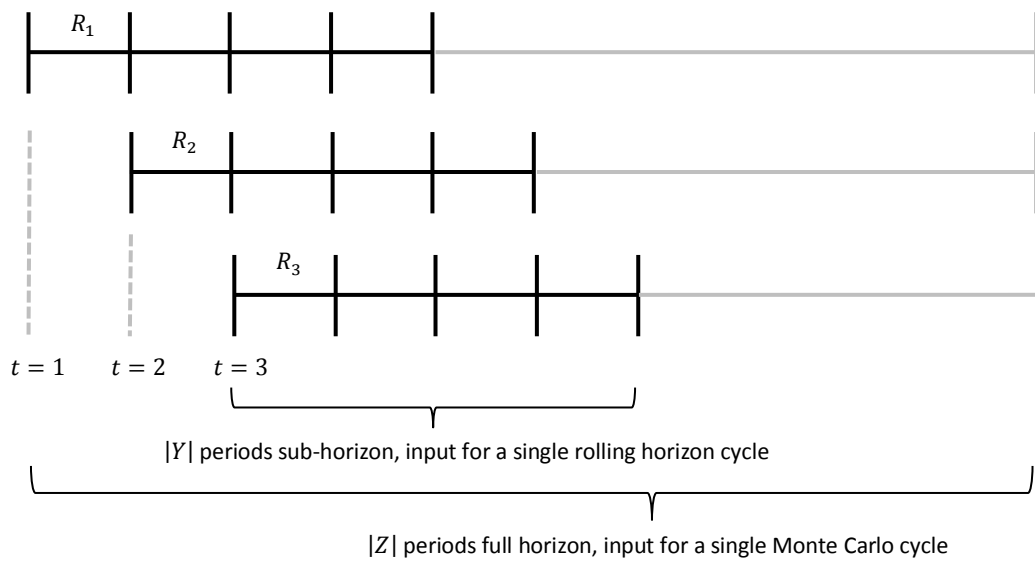 R₁
R₂
R₃
t = 1 t = 2 t = 3
|Y| periods sub-horizon, input for a single rolling horizon cycle
|Z| periods full horizon, input for a single Monte Carlo cycle